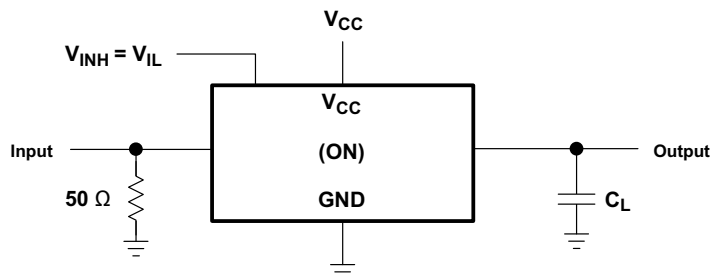 V_CC
V_INH = V_IL
V_CC
Input
(ON)
Output
50 Ω
GND
C_L